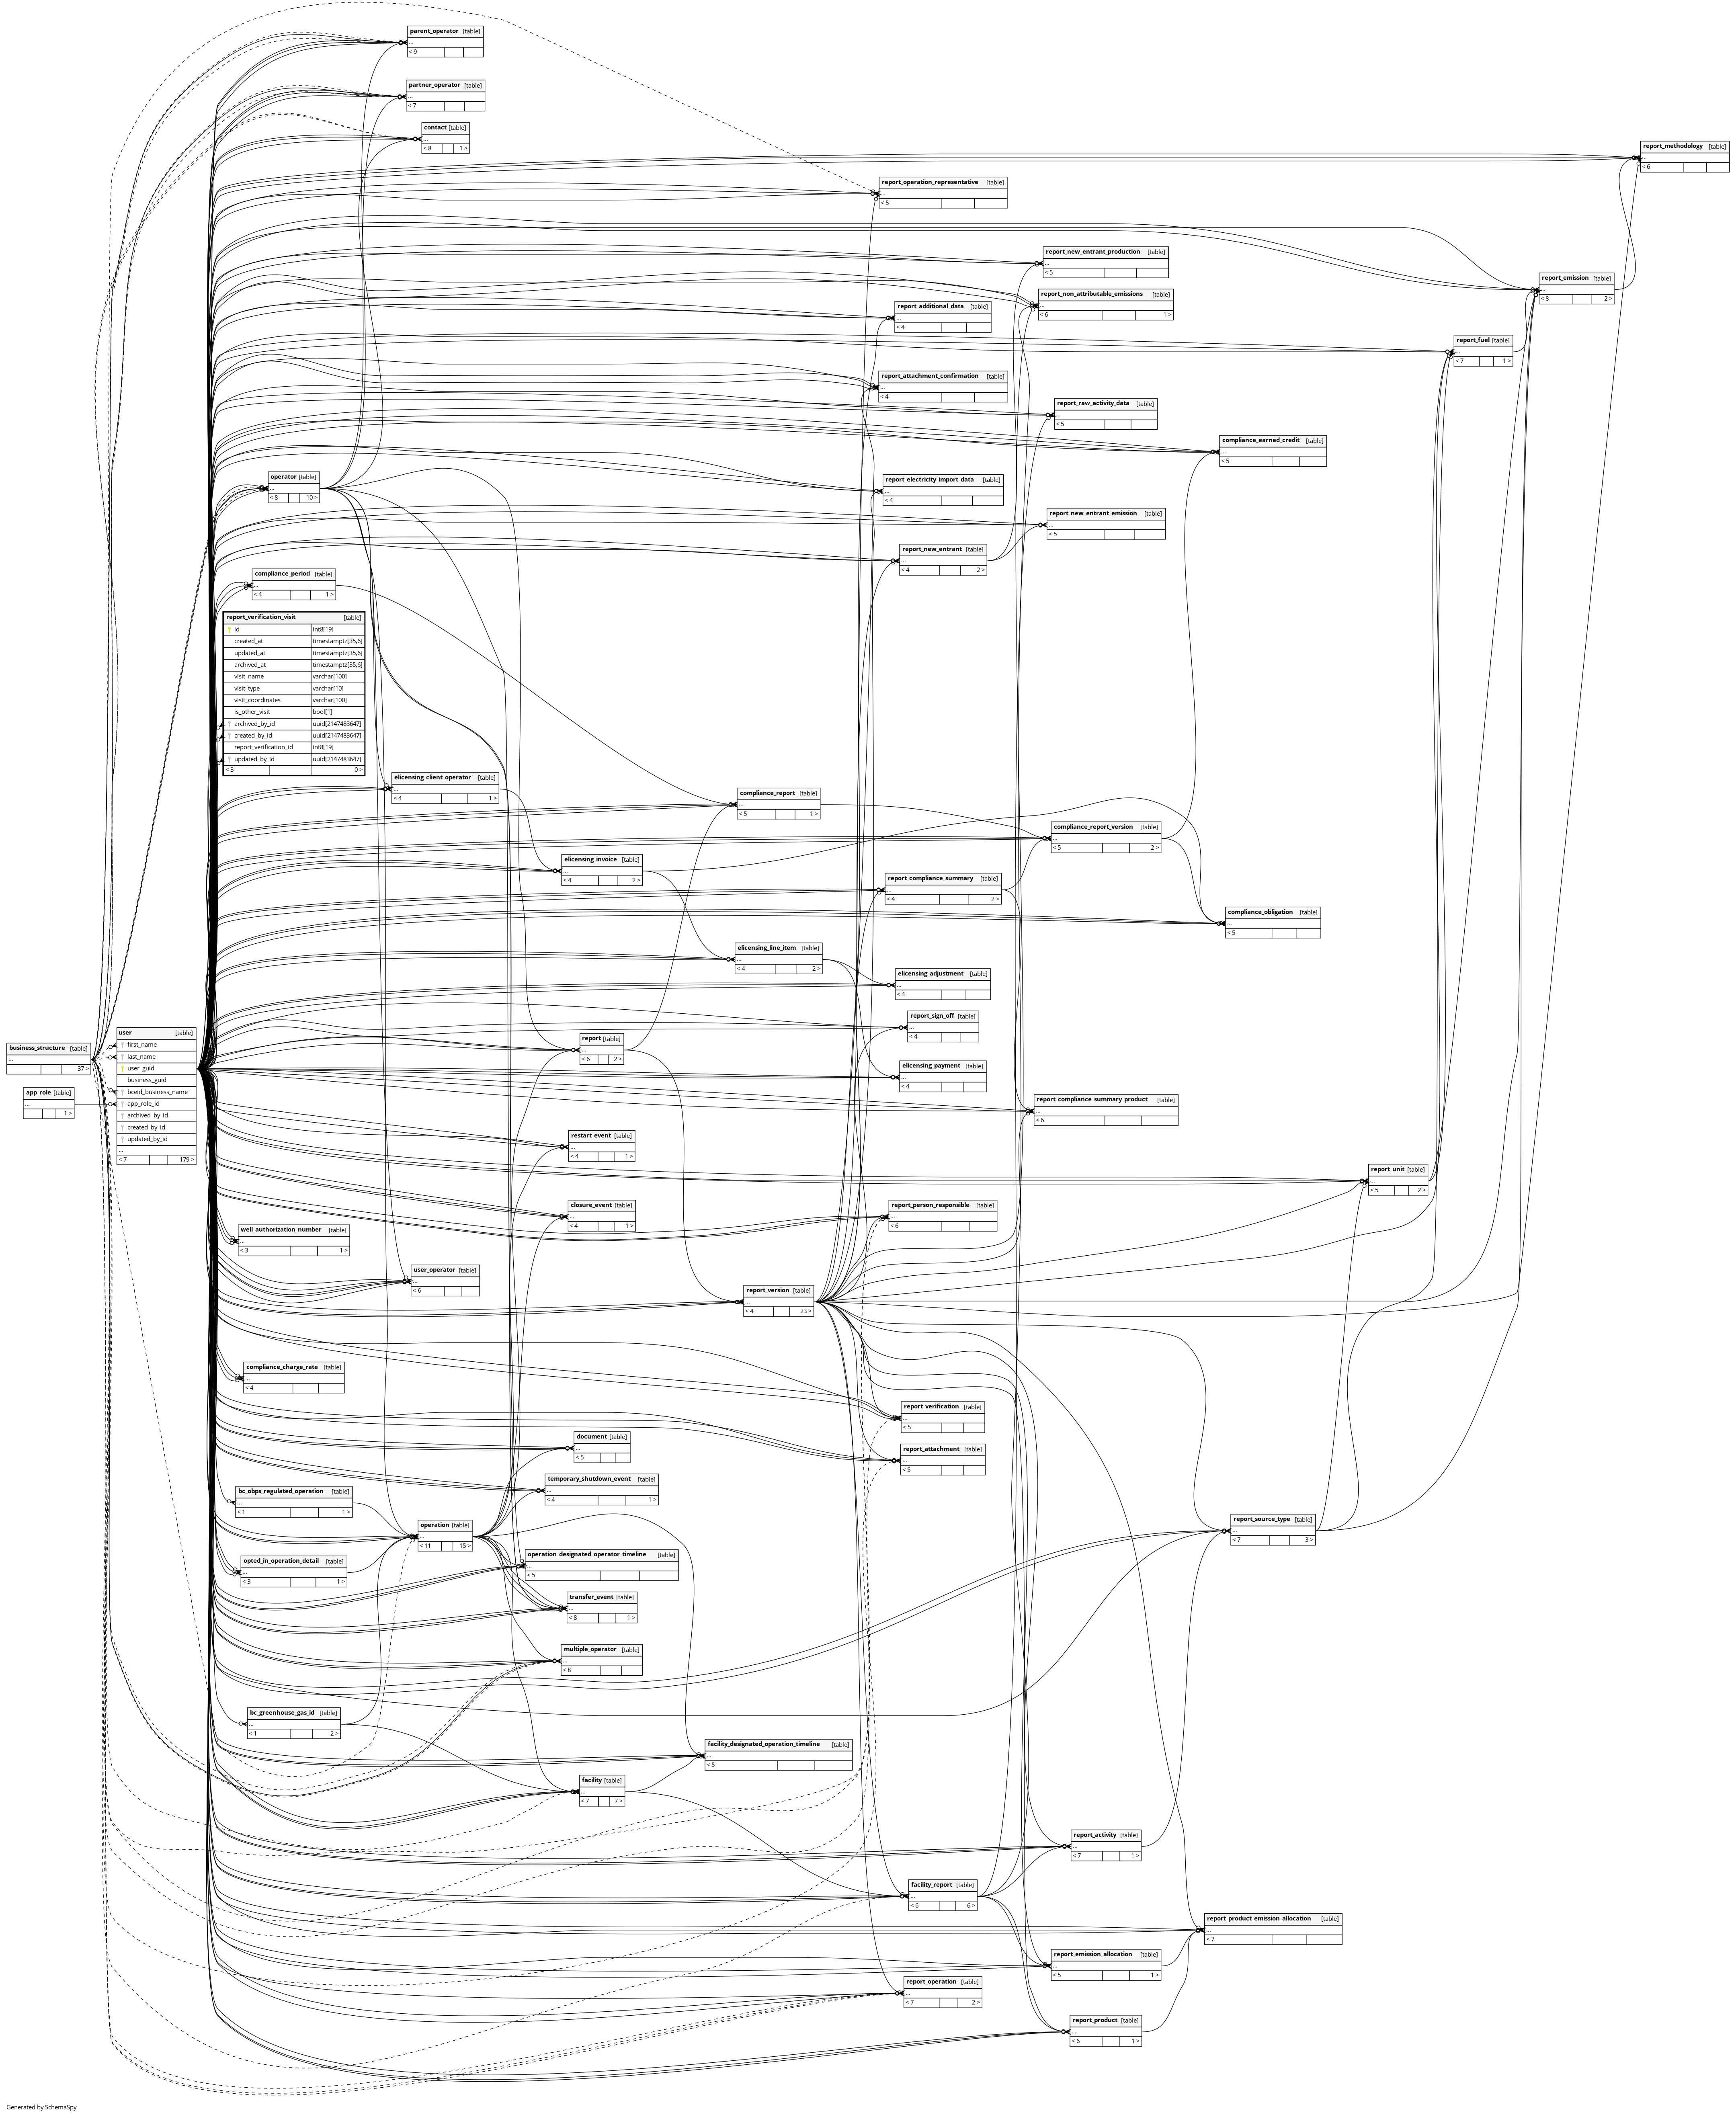 parent_operator [table]
...
< 9
partner_operator [table]
...
< 7
contact [table]
...
< 8 1 >
report_methodology [table]
...
< 6
report_operation_representative [table]
...
< 5
report_new_entrant_production [table]
...
< 5
report_emission [table]
...
< 8 2 >
report_non_attributable_emissions [table]
...
< 6 1 >
report_additional_data [table]
...
< 4
report_fuel [table]
...
< 7 1 >
report_attachment_confirmation [table]
...
< 4
report_raw_activity_data [table]
...
< 5
compliance_earned_credit [table]
...
< 5
operator [table]
...
< 8 10 >
report_electricity_import_data [table]
...
< 4
report_new_entrant_emission [table]
...
< 5
report_new_entrant [table]
...
< 4 2 >
compliance_period [table]
...
< 4 1 >
report_verification_visit [table]
id int8[19]
created_at timestamptz[35,6]
updated_at timestamptz[35,6]
archived_at timestamptz[35,6]
visit_name varchar[100]
visit_type varchar[10]
visit_coordinates varchar[100]
is_other_visit bool[1]
archived_by_id uuid[2147483647]
created_by_id uuid[2147483647]
report_verification_id int8[19]
updated_by_id uuid[2147483647]
< 3 0 >
elicensing_client_operator [table]
...
< 4 1 >
compliance_report [table]
...
< 5 1 >
compliance_report_version [table]
...
< 5 2 >
elicensing_invoice [table]
...
< 4 2 >
report_compliance_summary [table]
...
< 4 2 >
compliance_obligation [table]
...
< 5
elicensing_line_item [table]
...
< 4 2 >
elicensing_adjustment [table]
...
< 4
report_sign_off [table]
...
< 4
business_structure [table]
...
37 >
app_role [table]
...
1 >
user [table]
first_name
last_name
user_guid
business_guid
bceid_business_name
app_role_id
archived_by_id
created_by_id
updated_by_id
...
< 7 179 >
report [table]
...
< 6 2 >
elicensing_payment [table]
...
< 4
report_compliance_summary_product [table]
...
< 6
restart_event [table]
...
< 4 1 >
report_unit [table]
...
< 5 2 >
closure_event [table]
...
< 4 1 >
report_person_responsible [table]
...
< 6
well_authorization_number [table]
...
< 3 1 >
user_operator [table]
...
< 6
report_version [table]
...
< 4 23 >
compliance_charge_rate [table]
...
< 4
report_verification [table]
...
< 5
document [table]
...
< 5
report_attachment [table]
...
< 5
temporary_shutdown_event [table]
...
< 4 1 >
bc_obps_regulated_operation [table]
...
< 1 1 >
operation [table]
...
< 11 15 >
report_source_type [table]
...
< 7 3 >
opted_in_operation_detail [table]
...
< 3 1 >
operation_designated_operator_timeline [table]
...
< 5
transfer_event [table]
...
< 8 1 >
multiple_operator [table]
...
< 8
bc_greenhouse_gas_id [table]
...
< 1 2 >
facility_designated_operation_timeline [table]
...
< 5
facility [table]
...
< 7 7 >
report_activity [table]
...
< 7 1 >
facility_report [table]
...
< 6 6 >
report_product_emission_allocation [table]
...
< 7
report_emission_allocation [table]
...
< 5 1 >
report_operation [table]
...
< 7 2 >
report_product [table]
...
< 6 1 >
Generated by SchemaSpy